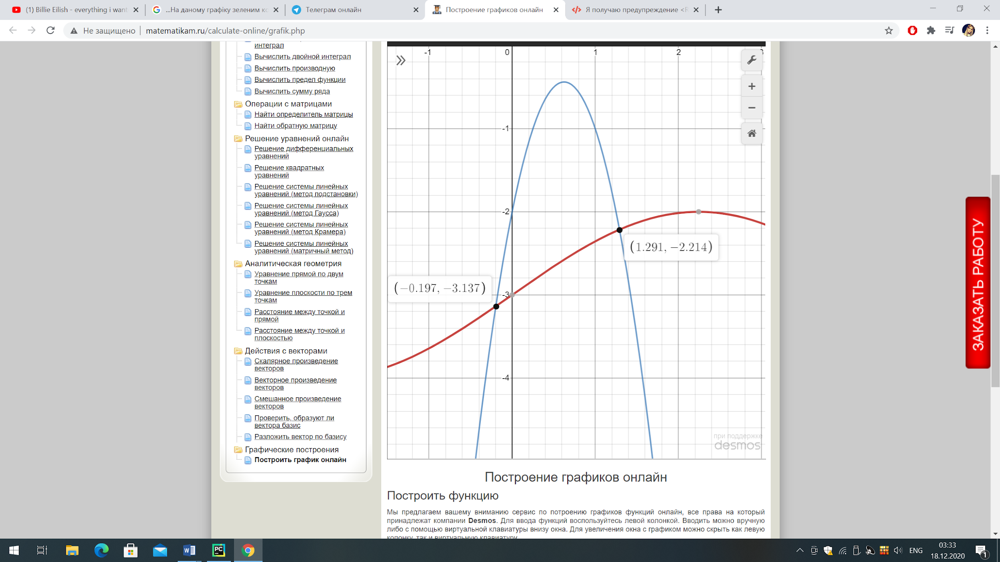 (1) Billie Eilish - everything i want
...На даному графіку зеленим ко
Телеграм онлайн
Построение графиков онлайн
Я получаю предупреждение <R
Не защищено
matematikam.ru/calculate-online/grafik.php
интеграл
Вычислить двойной интеграл
Вычислить производную
Вычислить предел функции
Вычислить сумму ряда
Операции с матрицами
Найти определитель матрицы
Найти обратную матрицу
Решение уравнений онлайн
Решение дифференциальных
уравнений
Решение квадратных
уравнений
Решение системы линейных
уравнений (метод подстановки)
Решение системы линейных
уравнений (метод Гаусса)
Решение системы линейных
уравнений (метод Крамера)
Решение системы линейных
уравнений (матричный метод)
Аналитическая геометрия
Уравнение прямой по двум
точкам
Уравнение плоскости по трем
точкам
Расстояние между точкой и
прямой
Расстояние между точкой и
плоскостью
Действия с векторами
Скалярное произведение
векторов
Векторное произведение
векторов
Смешанное произведение
векторов
Проверить, образуют ли
вектора базис
Разложить вектор по базису
Графические построения
Построить график онлайн
-1 0 1 2
-1
-2
-3
-4
(1.291, −2.214)
(−0.197, −3.137)
при поддержке
desmos
ЗАКАЗАТЬ РАБОТУ
Построение графиков онлайн
Построить функцию
Мы предлагаем вашему вниманию сервис по потроению графиков функций онлайн, все права на который
принадлежат компании Desmos. Для ввода функций воспользуйтесь левой колонкой. Вводить можно вручную
либо с помощью виртуальной клавиатуры внизу окна. Для увеличения окна с графиком можно скрыть как левую
колонку, так и виртуальную клавиатуру.
W
PC
ENG
03:33
18.12.2020
1